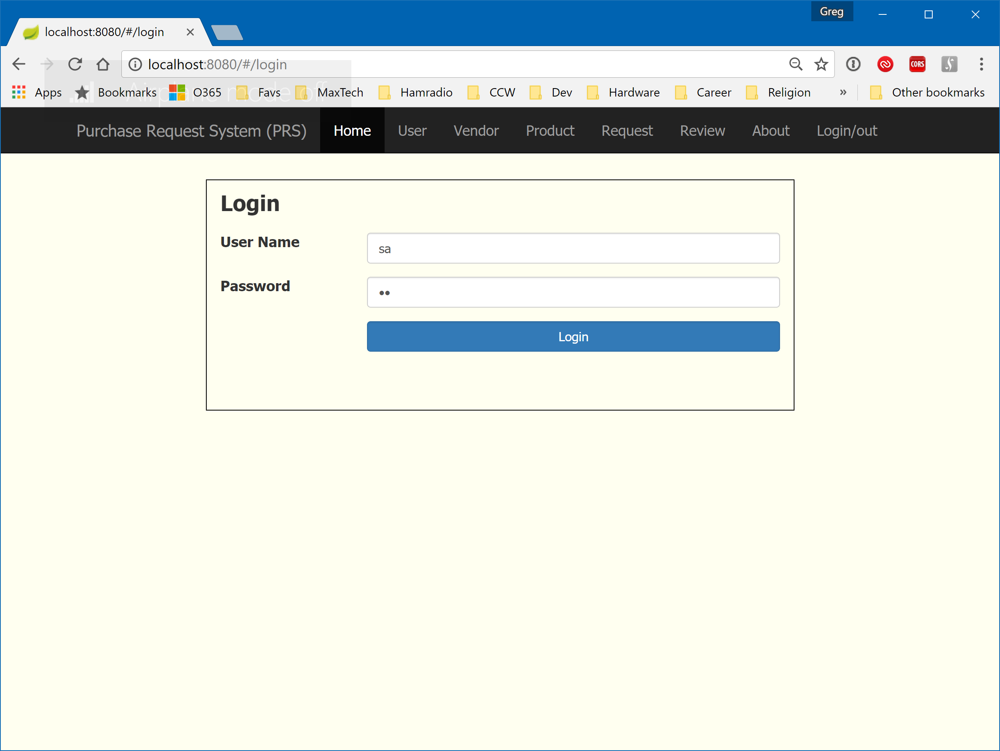 Greg
localhost:8080/#/login
localhost:8080/#/login
CORS
Airplane mode off
Apps Bookmarks O365 Favs MaxTech Hamradio CCW Dev Hardware Career Religion » Other bookmarks
Purchase Request System (PRS) Home User Vendor Product Request Review About Login/out
Login
User Name
sa
Password
••
Login